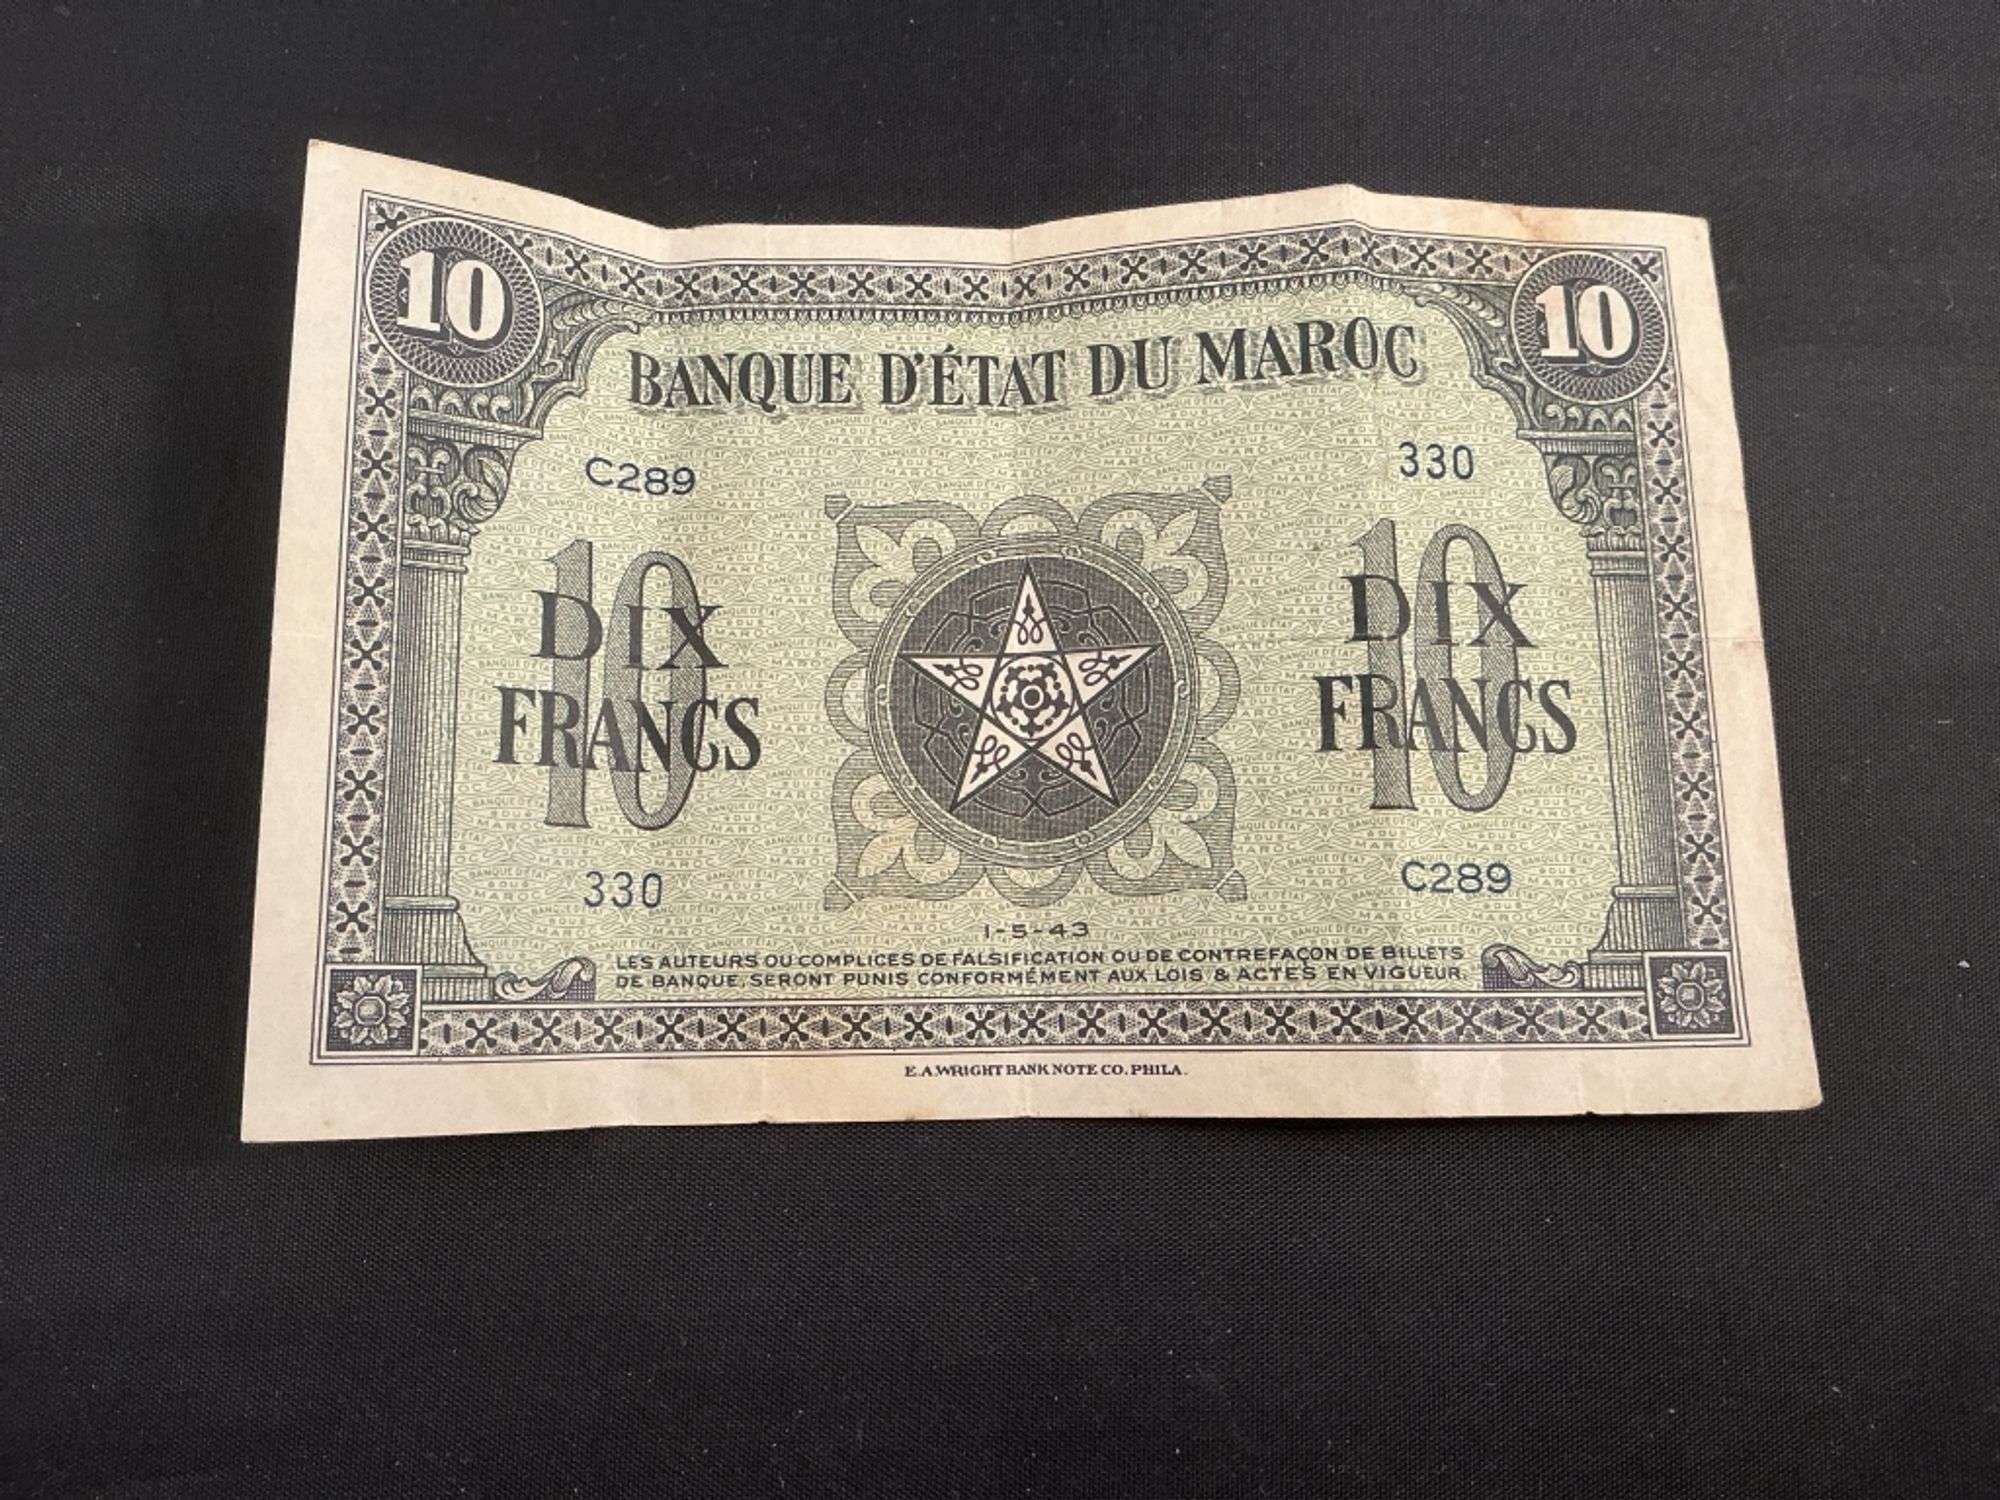 10 10
BANQUE D'ÉTAT DU MAROC
C289 330
10 10
DIX DIX
FRANCS FRANCS
330 C289
1-5-43
LES AUTEURS OU COMPLICES DE FALSIFICATION OU DE CONTREFAÇON DE BILLETS
DE BANQUE, SERONT PUNIS CONFORMÉMENT AUX LOIS & ACTES EN VIGUEUR.
E.A.WRIGHT BANK NOTE CO. PHILA.